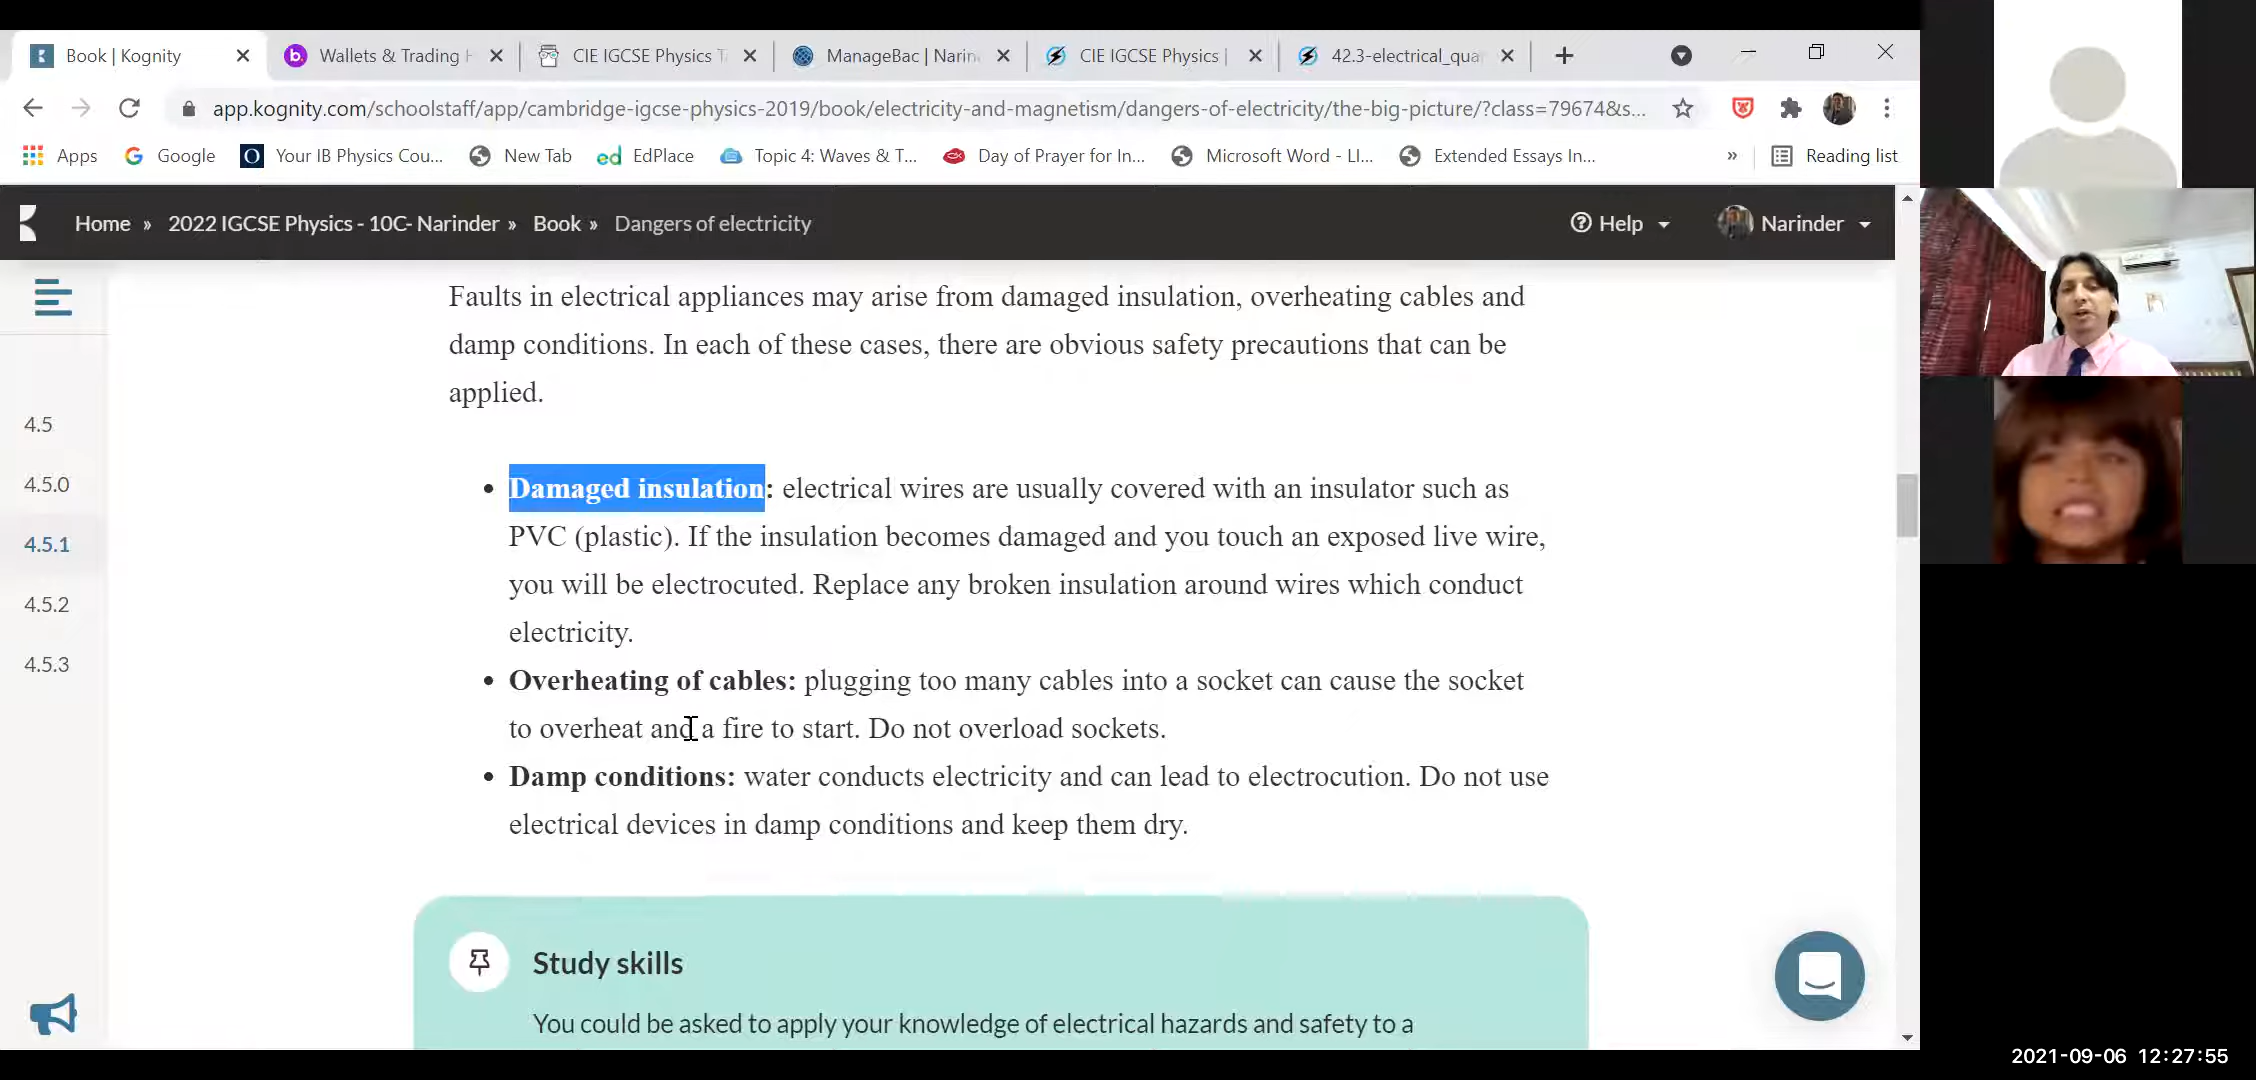 Book | Kognity
Wallets & Trading H
CIE IGCSE Physics T
ManageBac | Narin
CIE IGCSE Physics |
42.3-electrical_qua
app.kognity.com/schoolstaff/app/cambridge-igcse-physics-2019/book/electricity-and-magnetism/dangers-of-electricity/the-big-picture/?class=79674&s...
Apps
Google
Your IB Physics Cou...
New Tab
EdPlace
Topic 4: Waves & T...
Day of Prayer for In...
Microsoft Word - LI...
Extended Essays In...
»
Reading list
Home » 2022 IGCSE Physics - 10C- Narinder » Book » Dangers of electricity
Help
Narinder
Faults in electrical appliances may arise from damaged insulation, overheating cables and
damp conditions. In each of these cases, there are obvious safety precautions that can be
applied.
4.5
4.5.0
4.5.1
4.5.2
4.5.3
• Damaged insulation: electrical wires are usually covered with an insulator such as
PVC (plastic). If the insulation becomes damaged and you touch an exposed live wire,
you will be electrocuted. Replace any broken insulation around wires which conduct
electricity.
• Overheating of cables: plugging too many cables into a socket can cause the socket
to overheat and a fire to start. Do not overload sockets.
• Damp conditions: water conducts electricity and can lead to electrocution. Do not use
electrical devices in damp conditions and keep them dry.
Study skills
You could be asked to apply your knowledge of electrical hazards and safety to a
2021-09-06 12:27:55